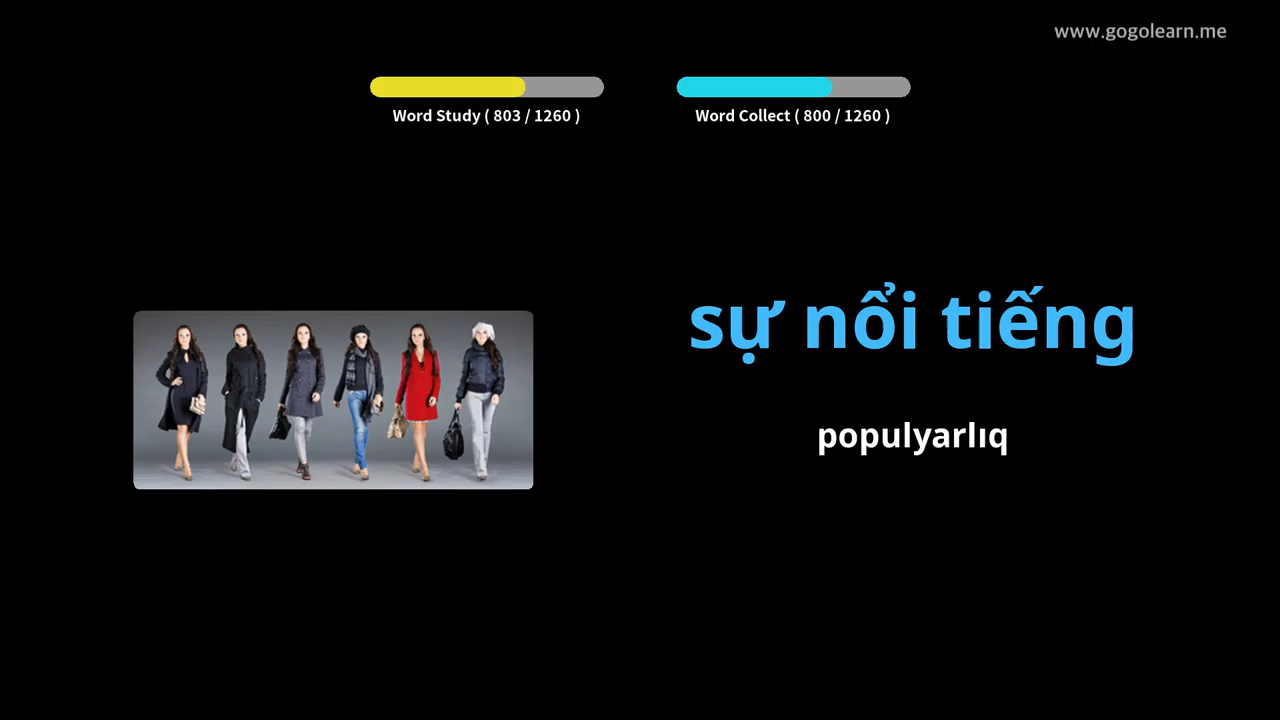 www.gogolearn.me
Word Study ( 803 / 1260 )
Word Collect ( 800 / 1260 )
sự nổi tiếng
populyarlıq